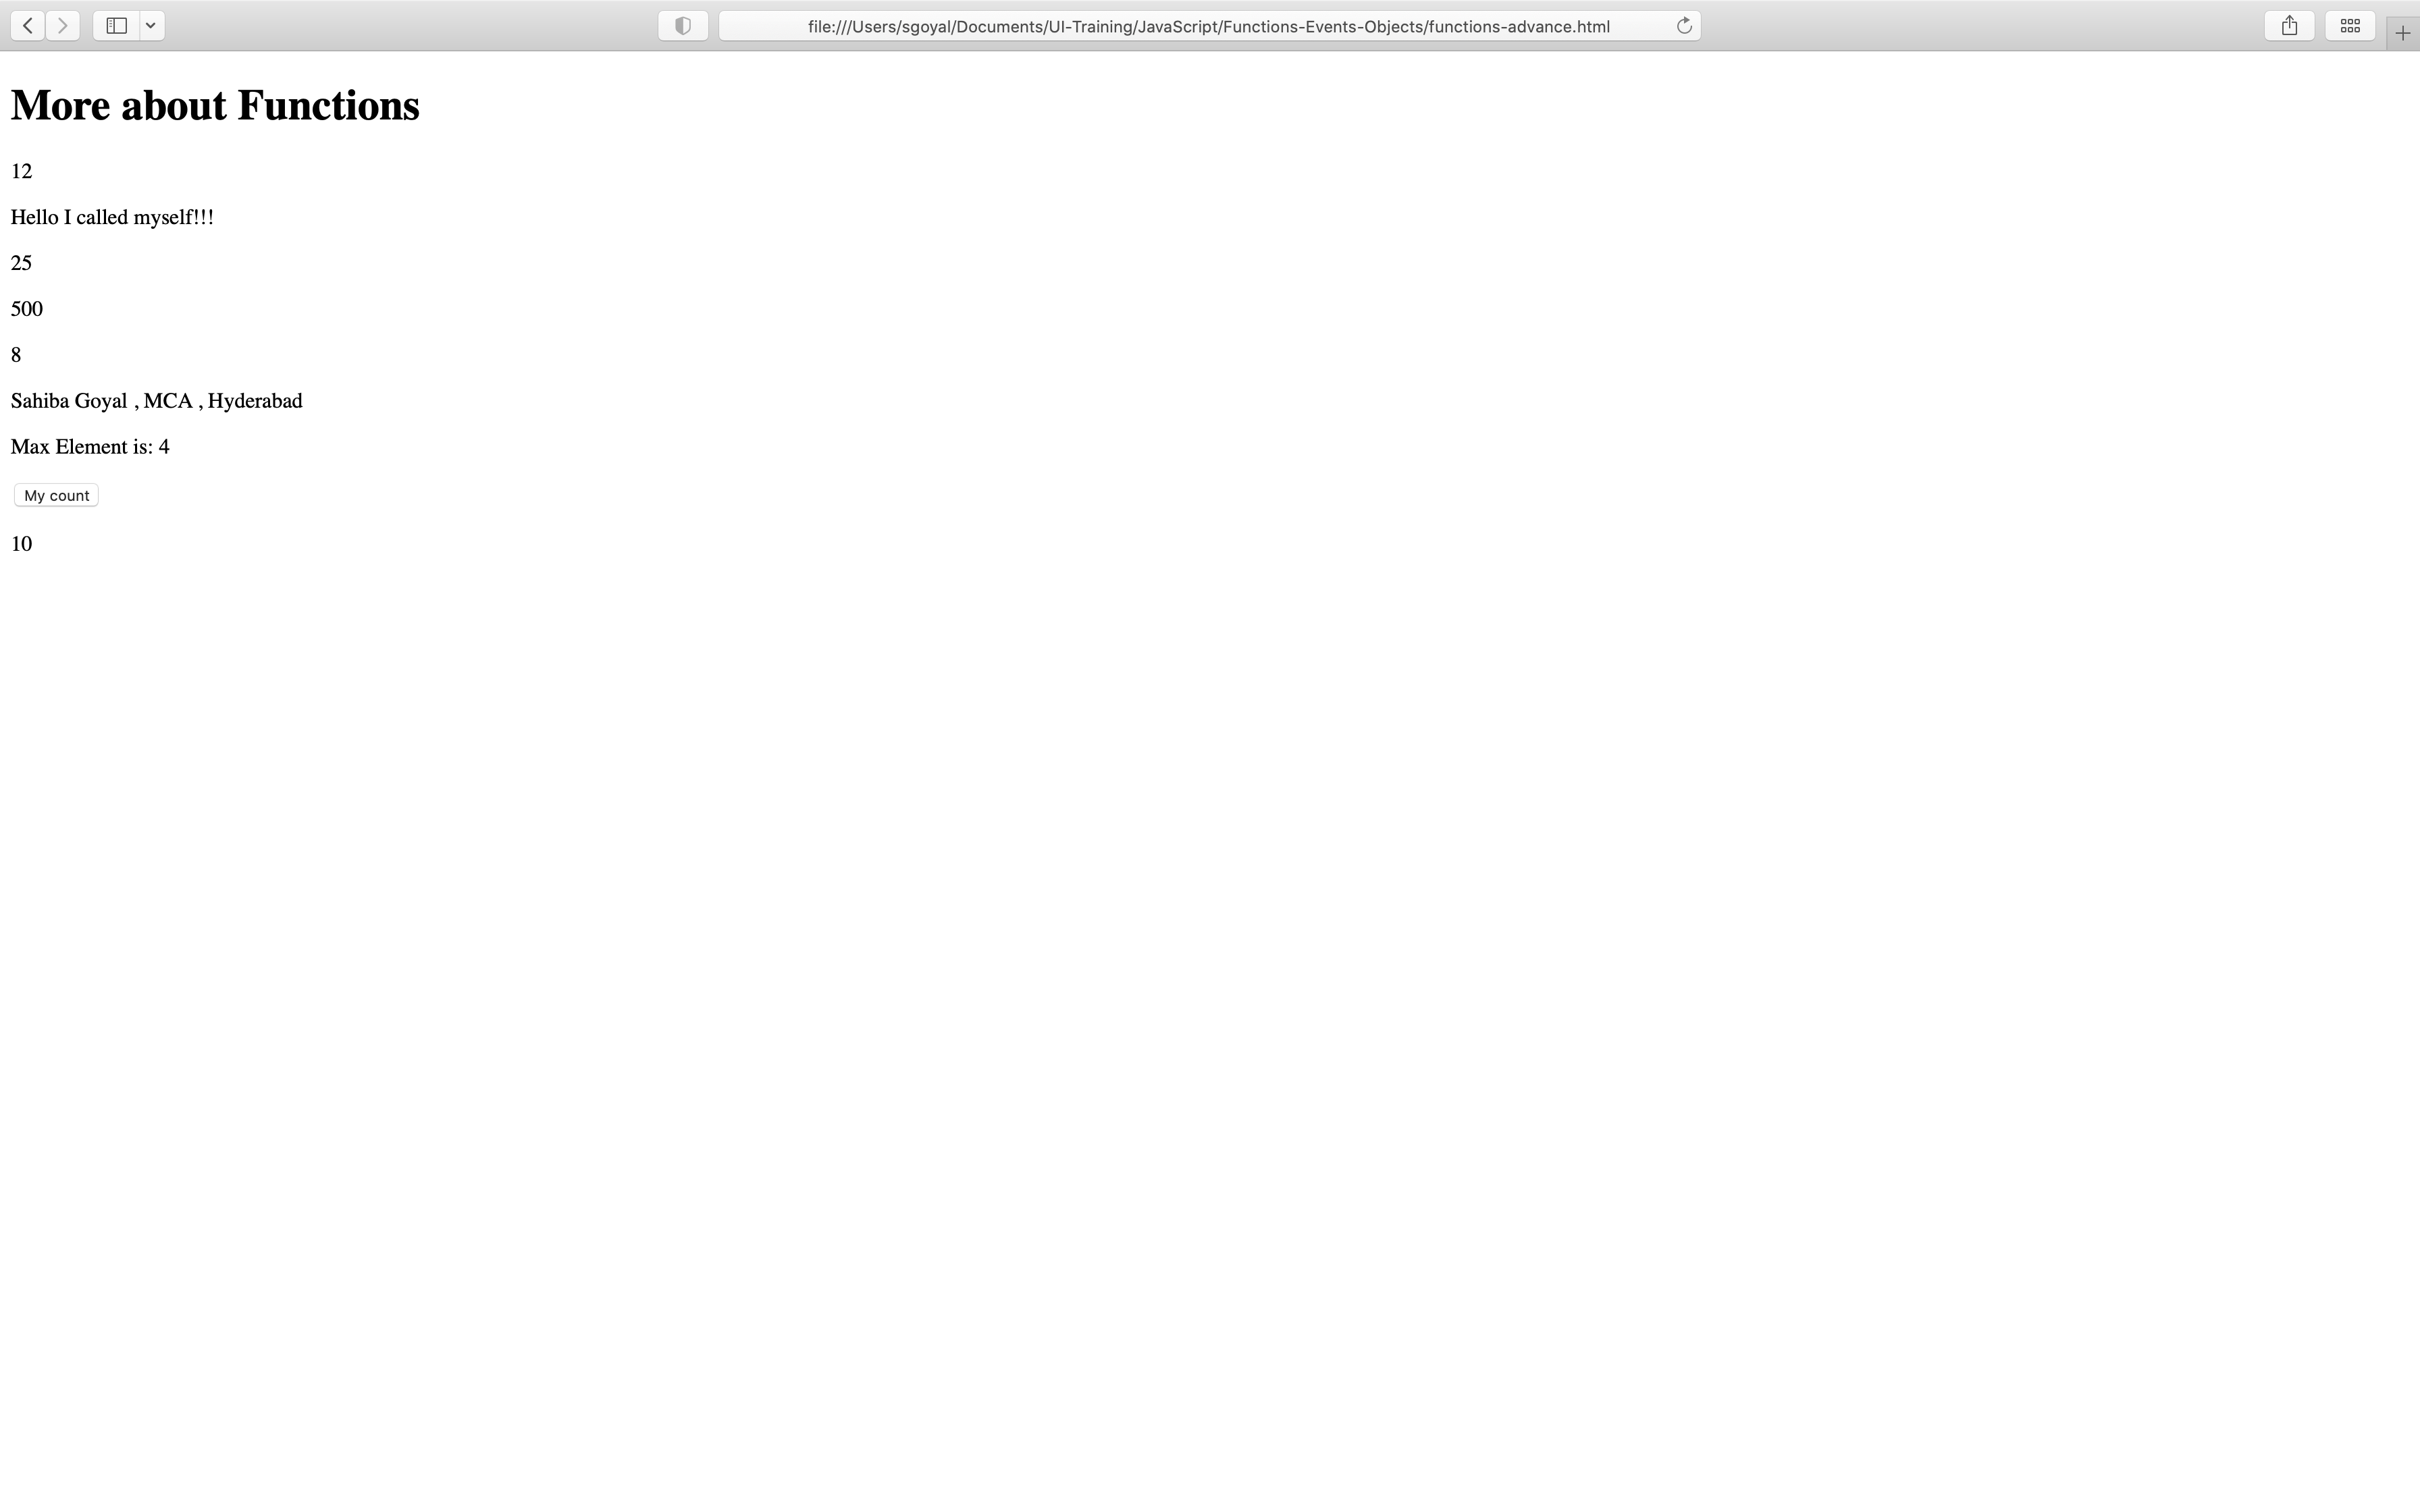 file:///Users/sgoyal/Documents/UI-Training/JavaScript/Functions-Events-Objects/functions-advance.html
More about Functions
12
Hello I called myself!!!
25
500
8
Sahiba Goyal , MCA , Hyderabad
Max Element is: 4
My count
10